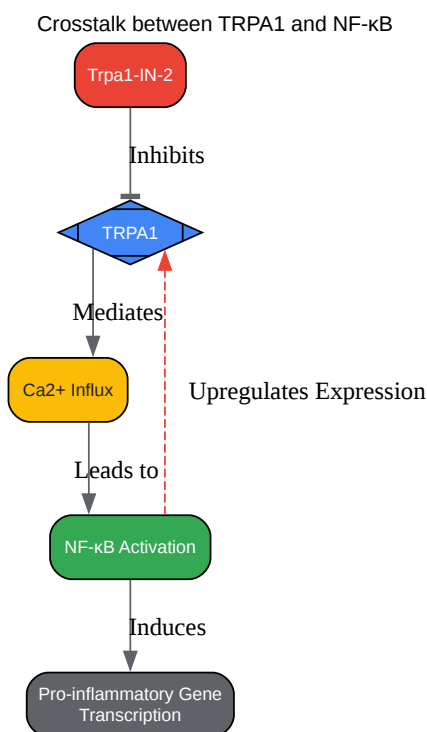 Crosstalk between TRPA1 and NF-κB
Trpa1-IN-2
Inhibits
TRPA1
Mediates
Ca2+ Influx
Upregulates Expression
Leads to
NF-κB Activation
Induces
Pro-inflammatory Gene
Transcription